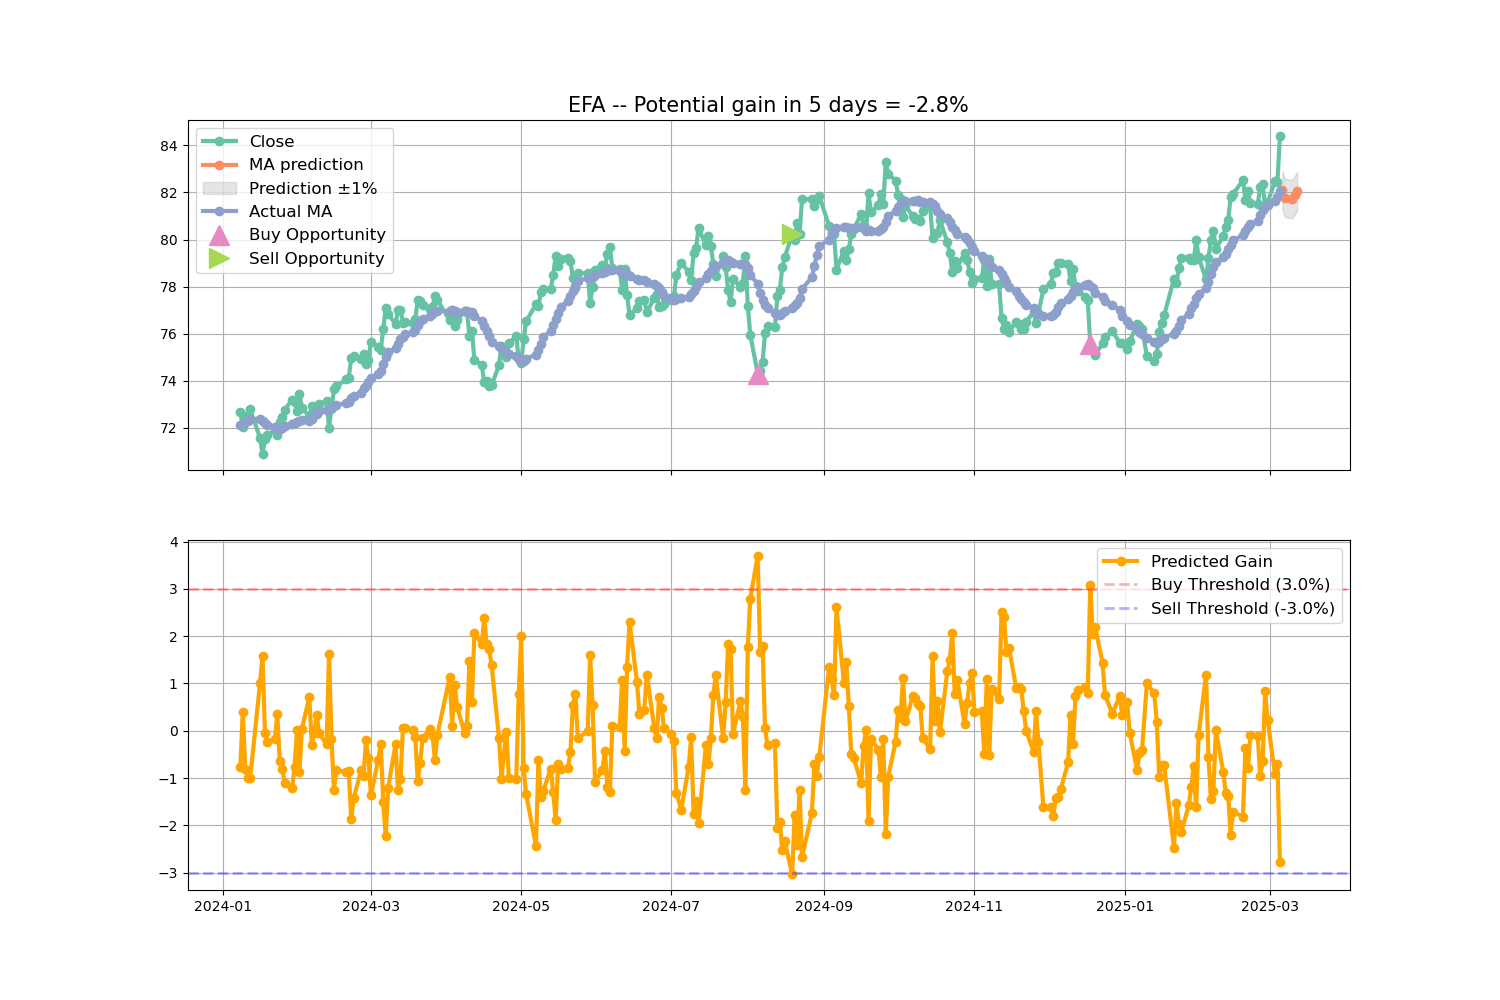 EFA -- Potential gain in 5 days = -2.8%
84
82
80
78
76
74
72
Close
MA prediction
Prediction ±1%
Actual MA
Buy Opportunity
Sell Opportunity
4
3
2
1
0
−1
−2
−3
Predicted Gain
Buy Threshold (3.0%)
Sell Threshold (-3.0%)
2024-01
2024-03
2024-05
2024-07
2024-09
2024-11
2025-01
2025-03